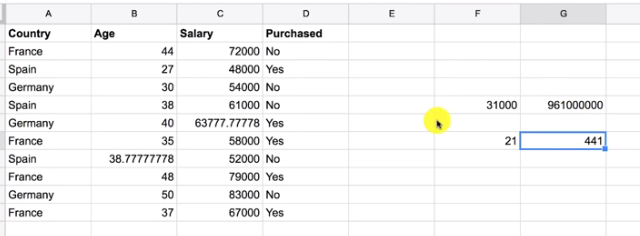 A B C D E F G
Country Age Salary Purchased
France 44 72000 No
Spain 27 48000 Yes
Germany 30 54000 No
Spain 38 61000 No 31000 961000000
Germany 40 63777.77778 Yes
France 35 58000 Yes 21 441
Spain 38.77777778 52000 No
France 48 79000 Yes
Germany 50 83000 No
France 37 67000 Yes